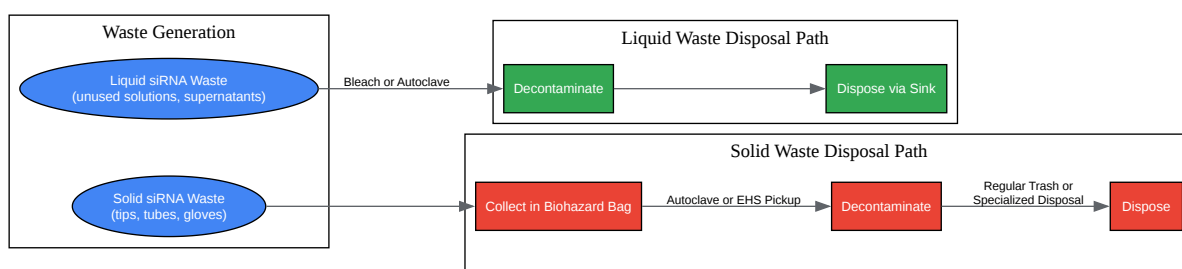 Waste Generation
Liquid siRNA Waste
(unused solutions, supernatants)
Bleach or Autoclave
Liquid Waste Disposal Path
Decontaminate
Dispose via Sink
Solid Waste Disposal Path
Solid siRNA Waste
(tips, tubes, gloves)
Collect in Biohazard Bag
Autoclave or EHS Pickup
Decontaminate
Regular Trash or
Specialized Disposal
Dispose